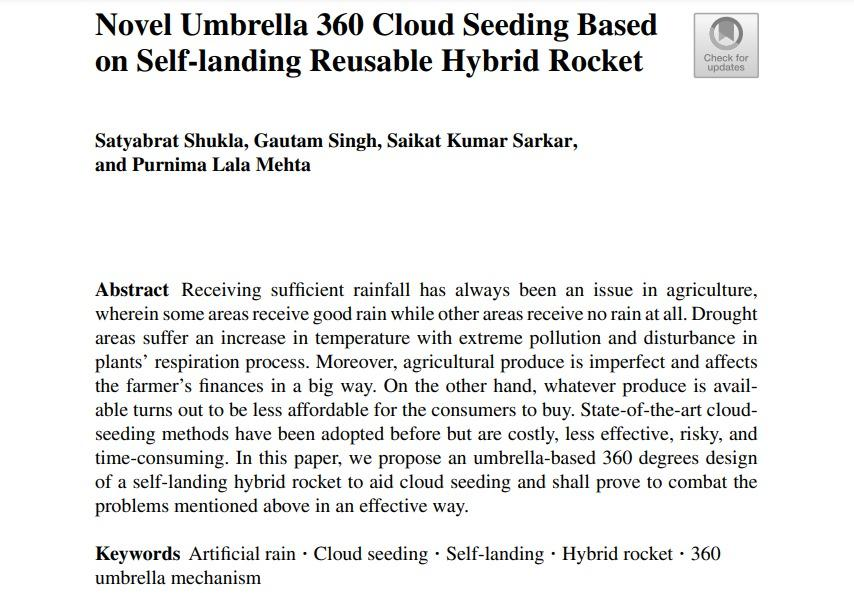 Novel Umbrella 360 Cloud Seeding Based
on Self-landing Reusable Hybrid Rocket
Check for
updates
Satyabrat Shukla, Gautam Singh, Saikat Kumar Sarkar,
and Purnima Lala Mehta
Abstract Receiving sufficient rainfall has always been an issue in agriculture,
wherein some areas receive good rain while other areas receive no rain at all. Drought
areas suffer an increase in temperature with extreme pollution and disturbance in
plants’ respiration process. Moreover, agricultural produce is imperfect and affects
the farmer’s finances in a big way. On the other hand, whatever produce is avail-
able turns out to be less affordable for the consumers to buy. State-of-the-art cloud-
seeding methods have been adopted before but are costly, less effective, risky, and
time-consuming. In this paper, we propose an umbrella-based 360 degrees design
of a self-landing hybrid rocket to aid cloud seeding and shall prove to combat the
problems mentioned above in an effective way.
Keywords Artificial rain · Cloud seeding · Self-landing · Hybrid rocket · 360
umbrella mechanism